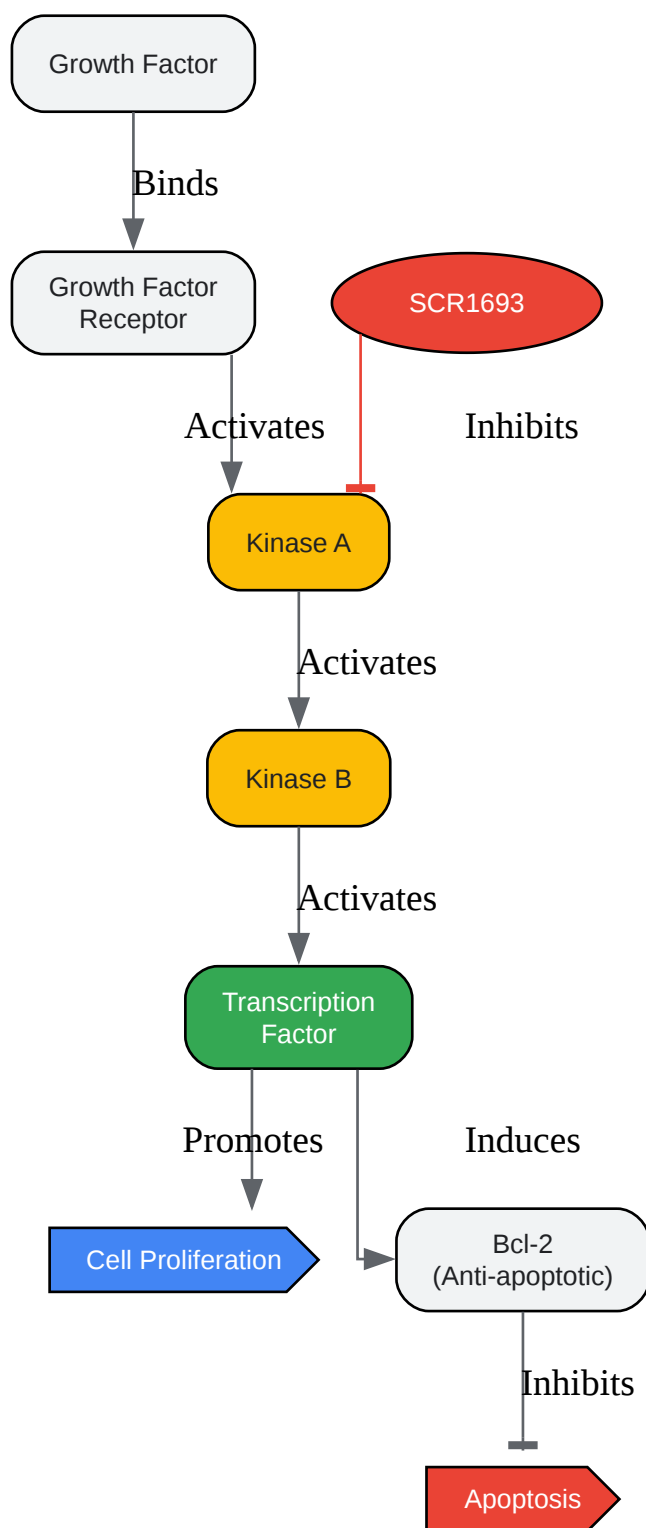 Growth Factor
Binds
Growth Factor
Receptor
SCR1693
Activates
Inhibits
Kinase A
Activates
Kinase B
Activates
Transcription
Factor
Promotes
Induces
Cell Proliferation
Bcl-2
(Anti-apoptotic)
Inhibits
Apoptosis